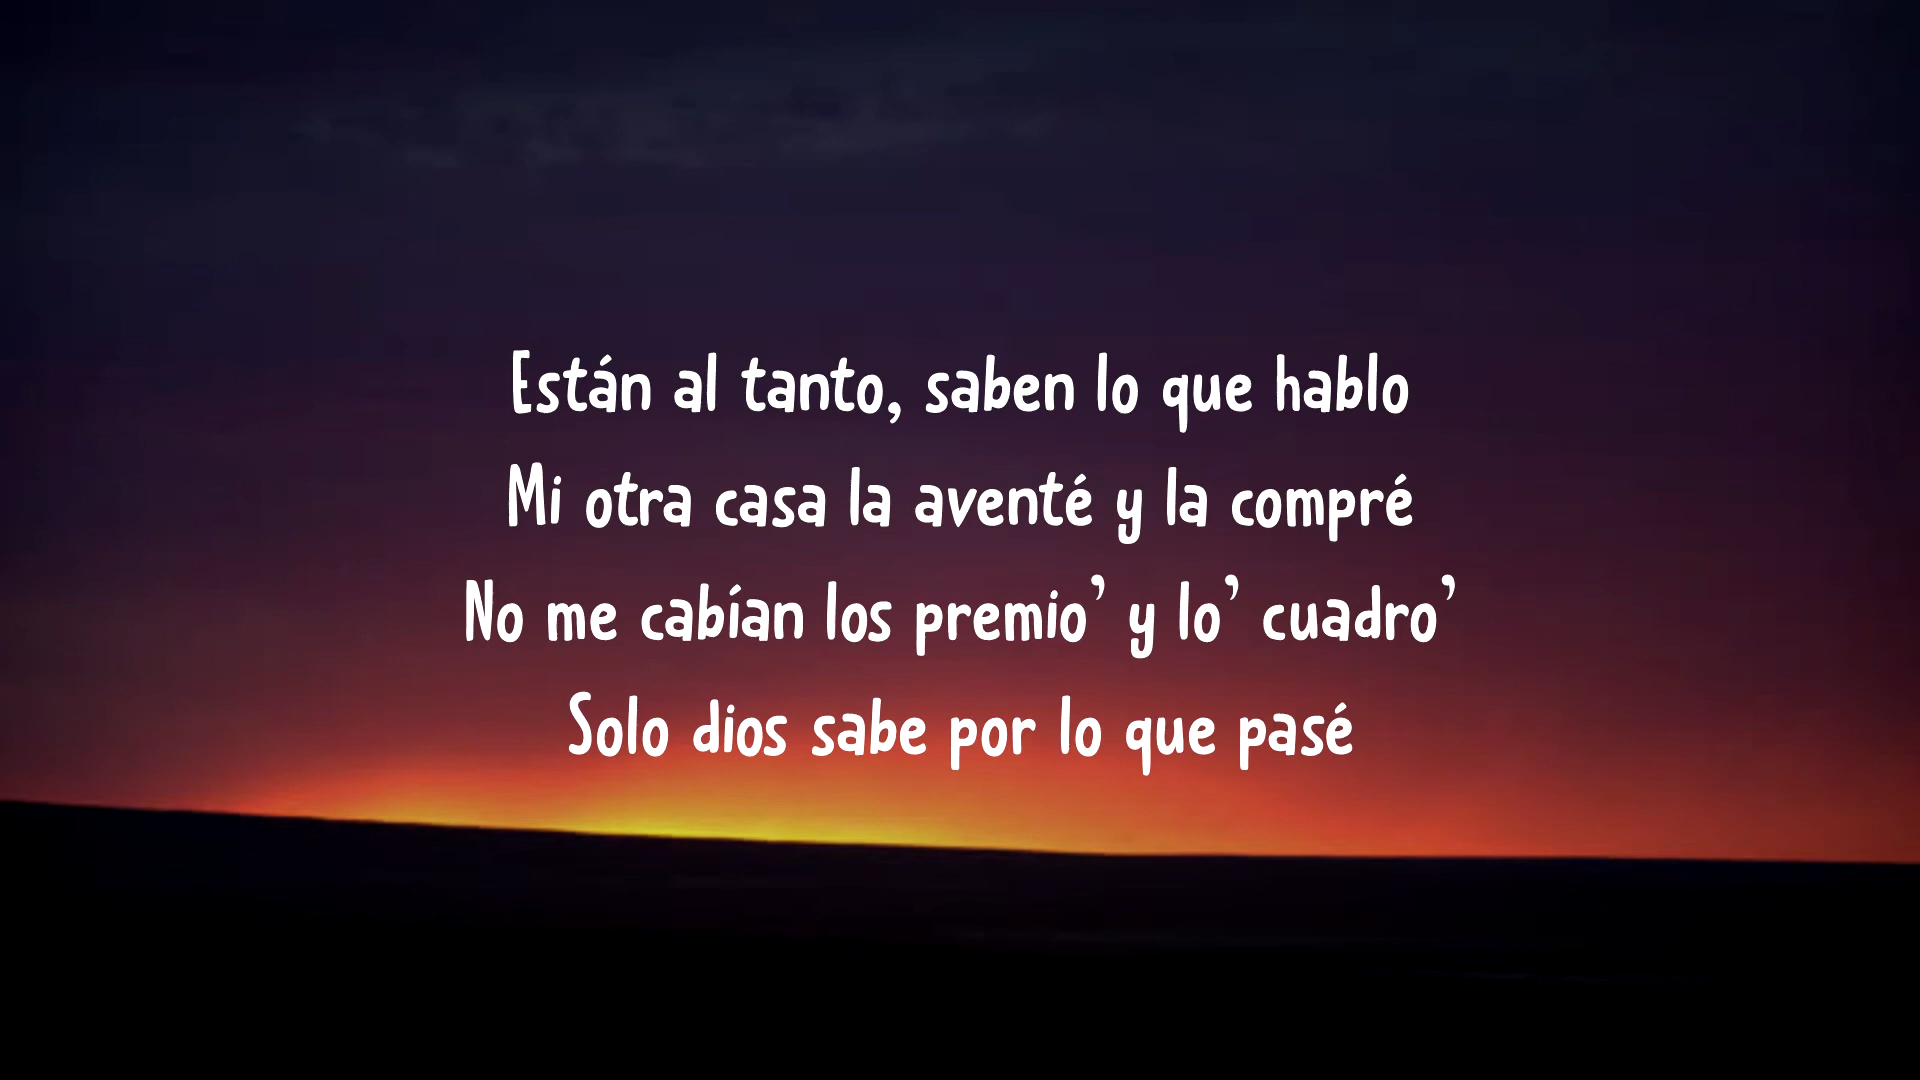 Están al tanto, saben lo que hablo
Mi otra casa la aventé y la compré
No me cabían los premio’ y lo’ cuadro’
Solo dios sabe por lo que pasé